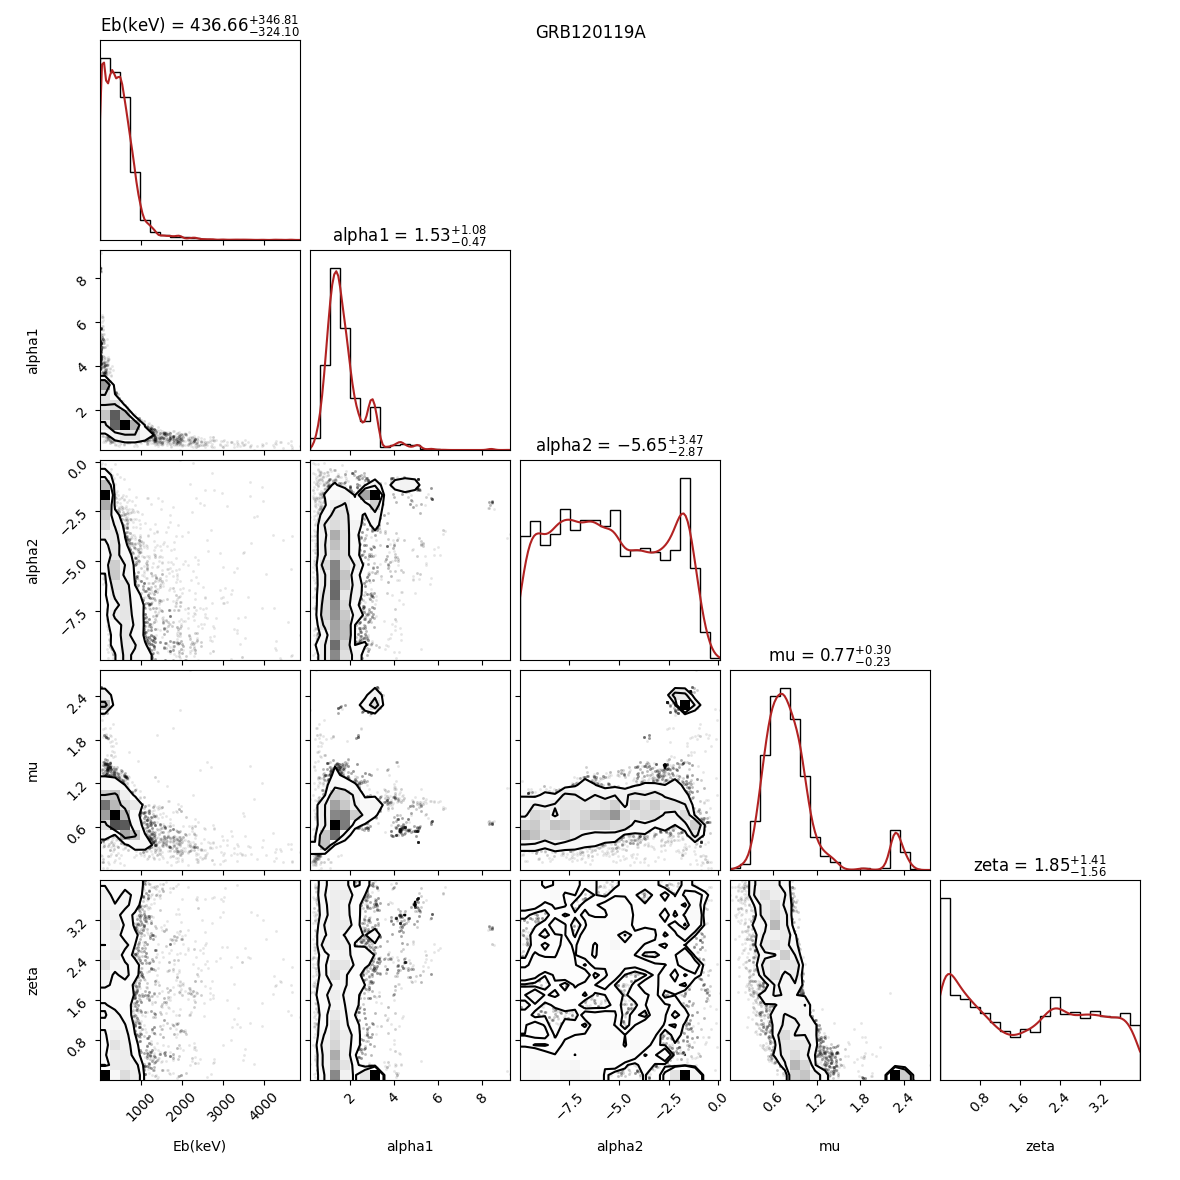 GRB120119A
Eb(keV) = 436.66+346.81−324.10
alpha1 = 1.53+1.08−0.47
8
6
4
2
alpha1
alpha2 = −5.65+3.47−2.87
0.0
−2.5
−5.0
−7.5
alpha2
mu = 0.77+0.30−0.23
2.4
1.8
1.2
0.6
mu
zeta = 1.85+1.41−1.56
3.2
2.4
1.6
0.8
zeta
1000 2000 3000 4000 2 4 6 8 −7.5 −5.0 −2.5 0.0 0.6 1.2 1.8 2.4 0.8 1.6 2.4 3.2
Eb(keV) alpha1 alpha2 mu zeta